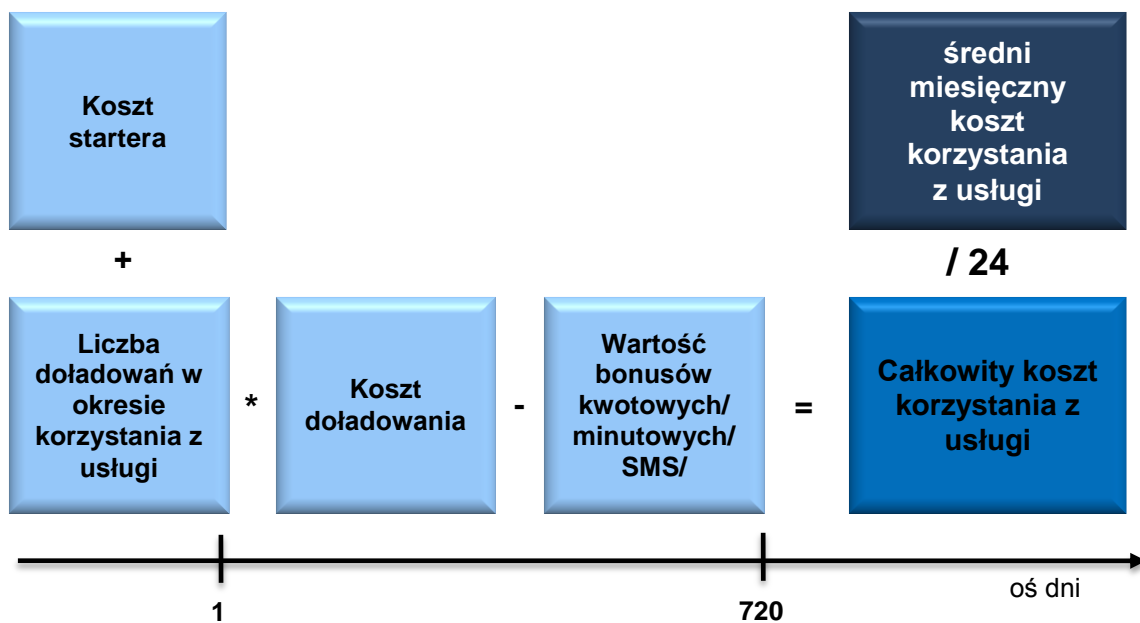 Koszt
startera
średni
miesięczny
koszt
korzystania
z usługi
+
/ 24
Liczba
doładowań w
okresie
korzystania z
usługi
*
Koszt
doładowania
-
Wartość
bonusów
kwotowych/
minutowych/
SMS/
=
Całkowity koszt
korzystania z
usługi
oś dni
1
720